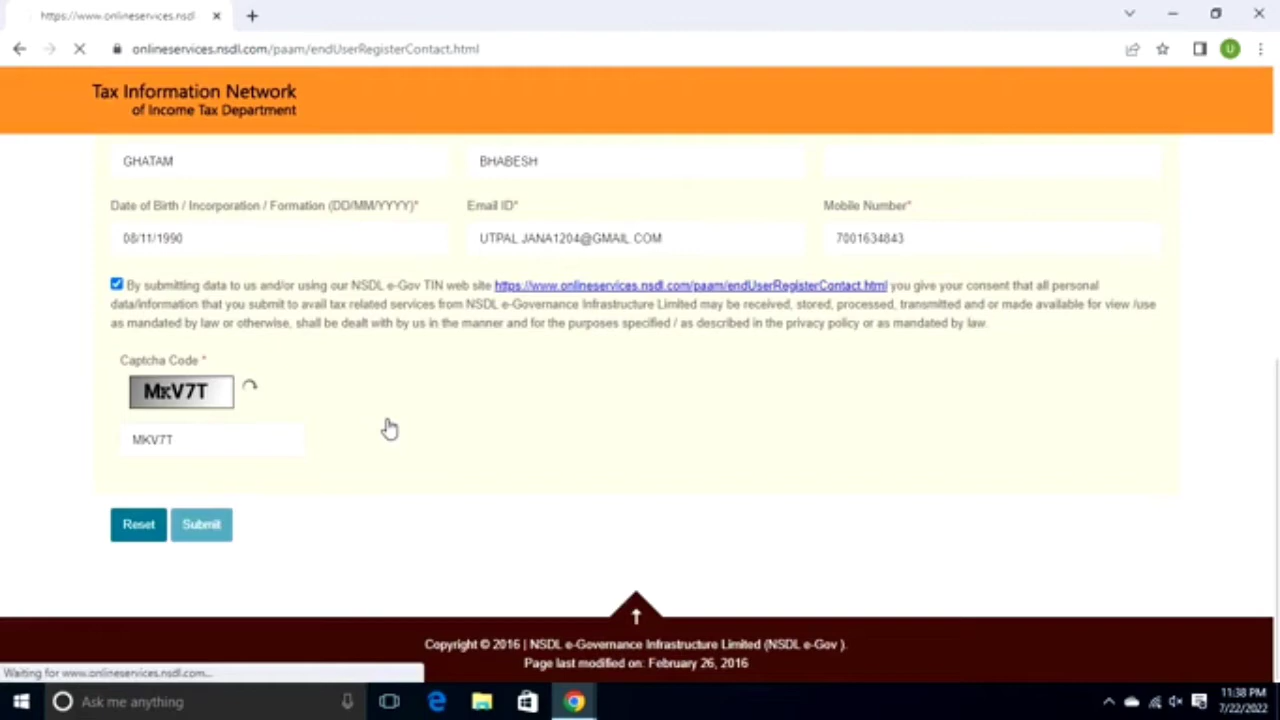 https://www.onlineservices.nsdl
onlineservices.nsdl.com/paam/endUserRegisterContact.html
U
Tax Information Network
of Income Tax Department
GHATAM BHABESH
Date of Birth / Incorporation / Formation (DD/MM/YYYY)* Email ID* Mobile Number*
08/11/1990 UTPAL.JANA1204@GMAIL.COM 7001634843
By submitting data to us and/or using our NSDL e-Gov TIN web site https://www.onlineservices.nsdl.com/paam/endUserRegisterContact.html you give your consent that all personal
data/information that you submit to avail tax related services from NSDL e-Governance Infrastructure Limited may be received, stored, processed, transmitted and or made available for view /use
as mandated by law or otherwise, shall be dealt with by us in the manner and for the purposes specified / as described in the privacy policy or as mandated by law.
Captcha Code *
MxV7T
MKV7T
Reset Submit
Copyright © 2016 | NSDL e-Governance Infrastructure Limited (NSDL e-Gov ).
Page last modified on: February 26, 2016
Waiting for www.onlineservices.nsdl.com...
Ask me anything
11:38 PM
7/22/2022